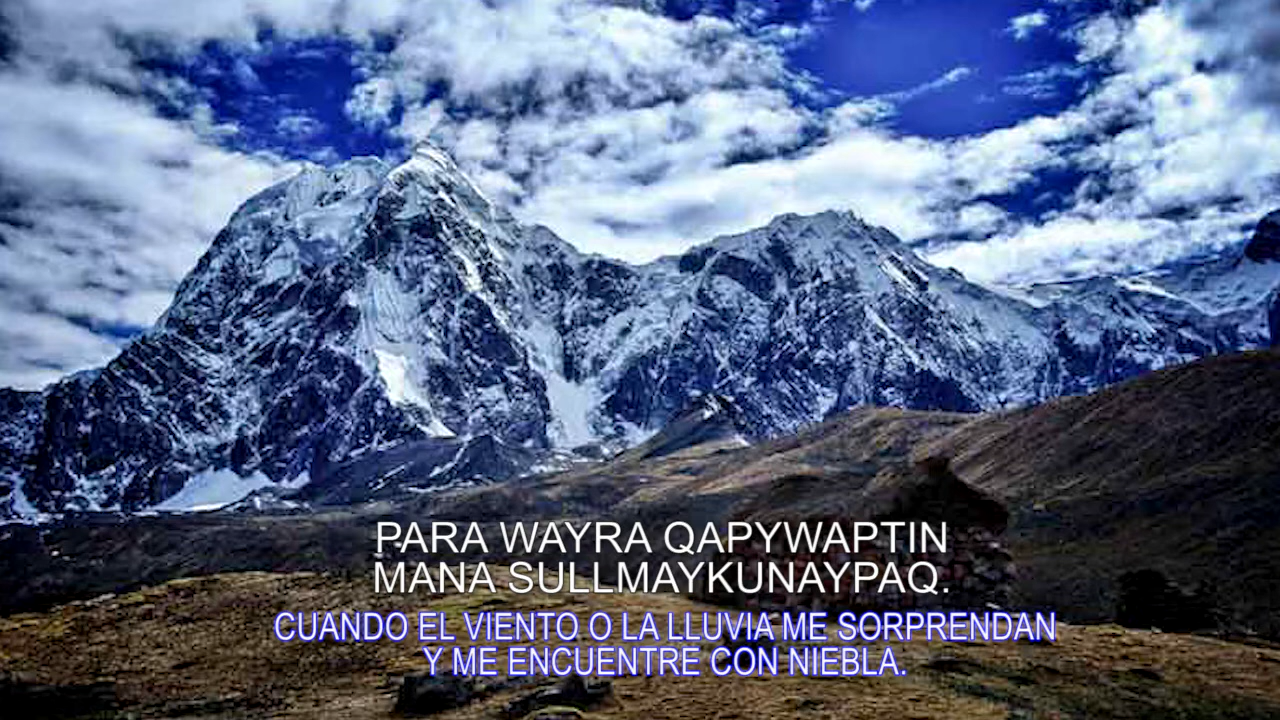 PARA WAYRA QAPYWAPTIN
MANA SULLMAYKUNAYPAQ.
CUANDO EL VIENTO O LA LLUVIA ME SORPRENDAN
Y ME ENCUENTRE CON NIEBLA.